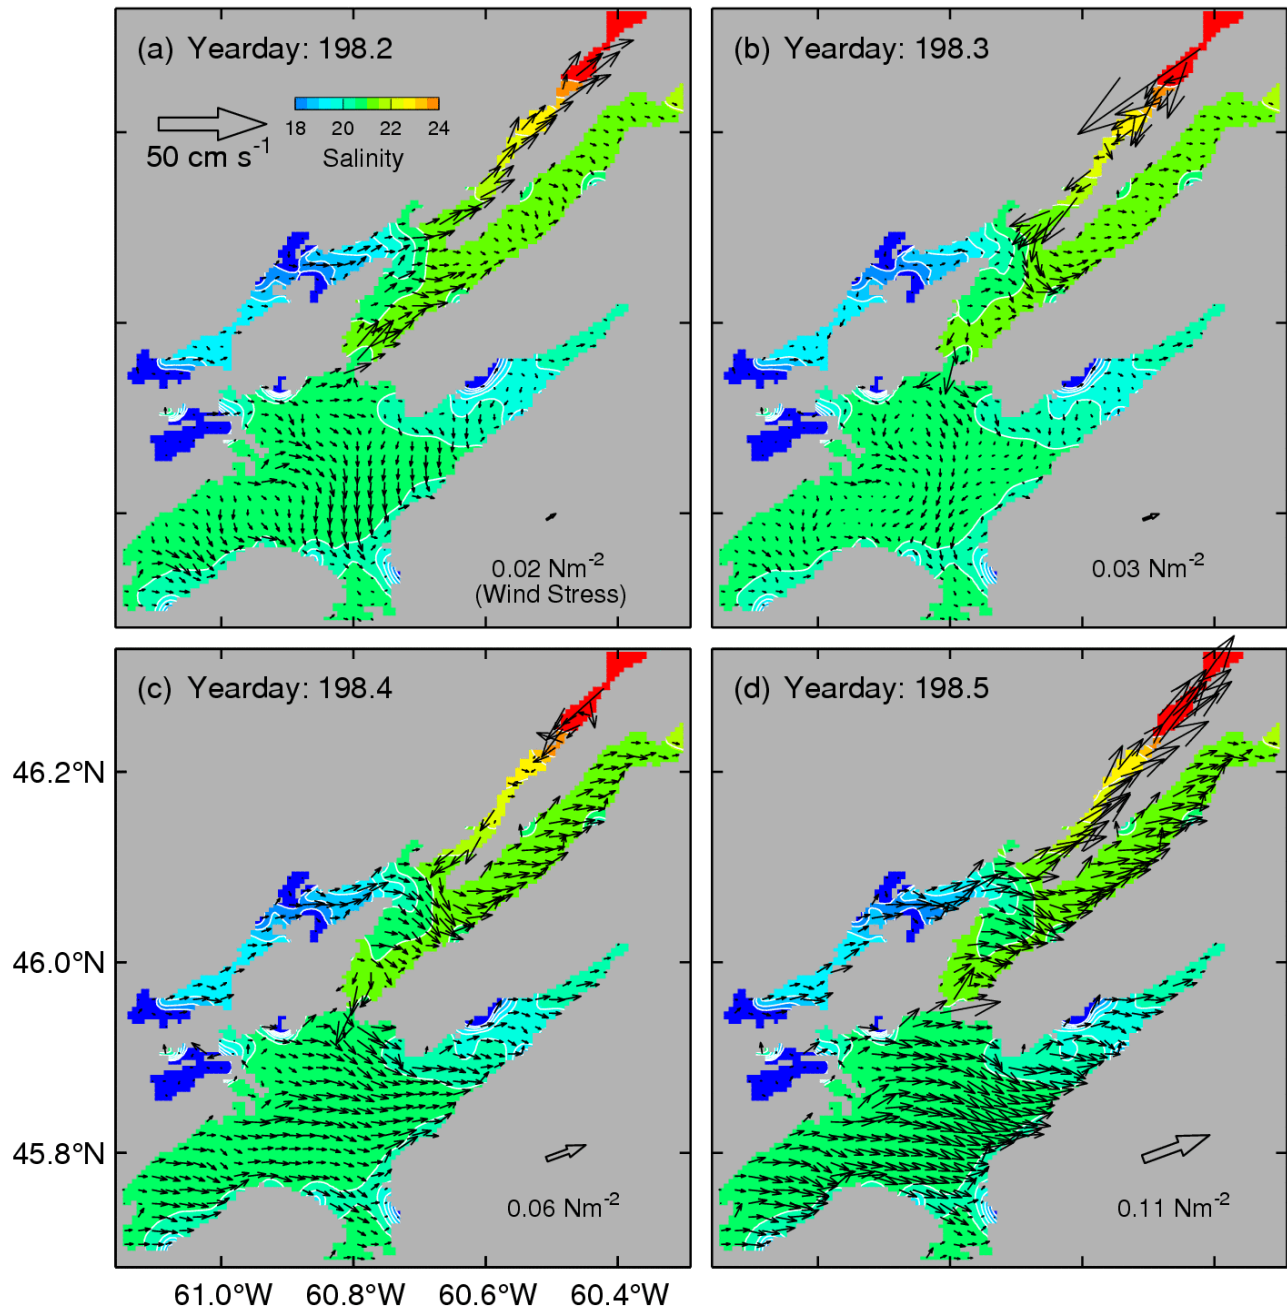 (a) Yearday: 198.2
50 cm s⁻¹
18 20 22 24
Salinity
0.02 Nm⁻²
(Wind Stress)
(b) Yearday: 198.3
0.03 Nm⁻²
(c) Yearday: 198.4
46.2°N
46.0°N
45.8°N
0.06 Nm⁻²
61.0°W 60.8°W 60.6°W 60.4°W
(d) Yearday: 198.5
0.11 Nm⁻²